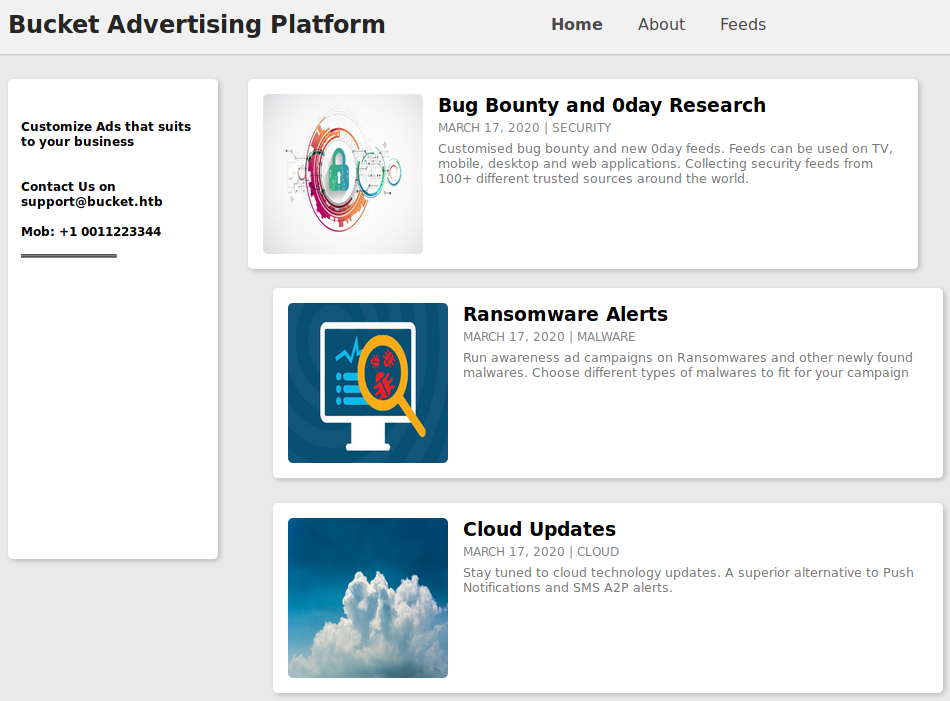 Bucket Advertising Platform
Home About Feeds
Customize Ads that suits
to your business
Contact Us on
support@bucket.htb
Mob: +1 0011223344
Bug Bounty and 0day Research
MARCH 17, 2020 | SECURITY
Customised bug bounty and new 0day feeds. Feeds can be used on TV,
mobile, desktop and web applications. Collecting security feeds from
100+ different trusted sources around the world.
Ransomware Alerts
MARCH 17, 2020 | MALWARE
Run awareness ad campaigns on Ransomwares and other newly found
malwares. Choose different types of malwares to fit for your campaign
Cloud Updates
MARCH 17, 2020 | CLOUD
Stay tuned to cloud technology updates. A superior alternative to Push
Notifications and SMS A2P alerts.